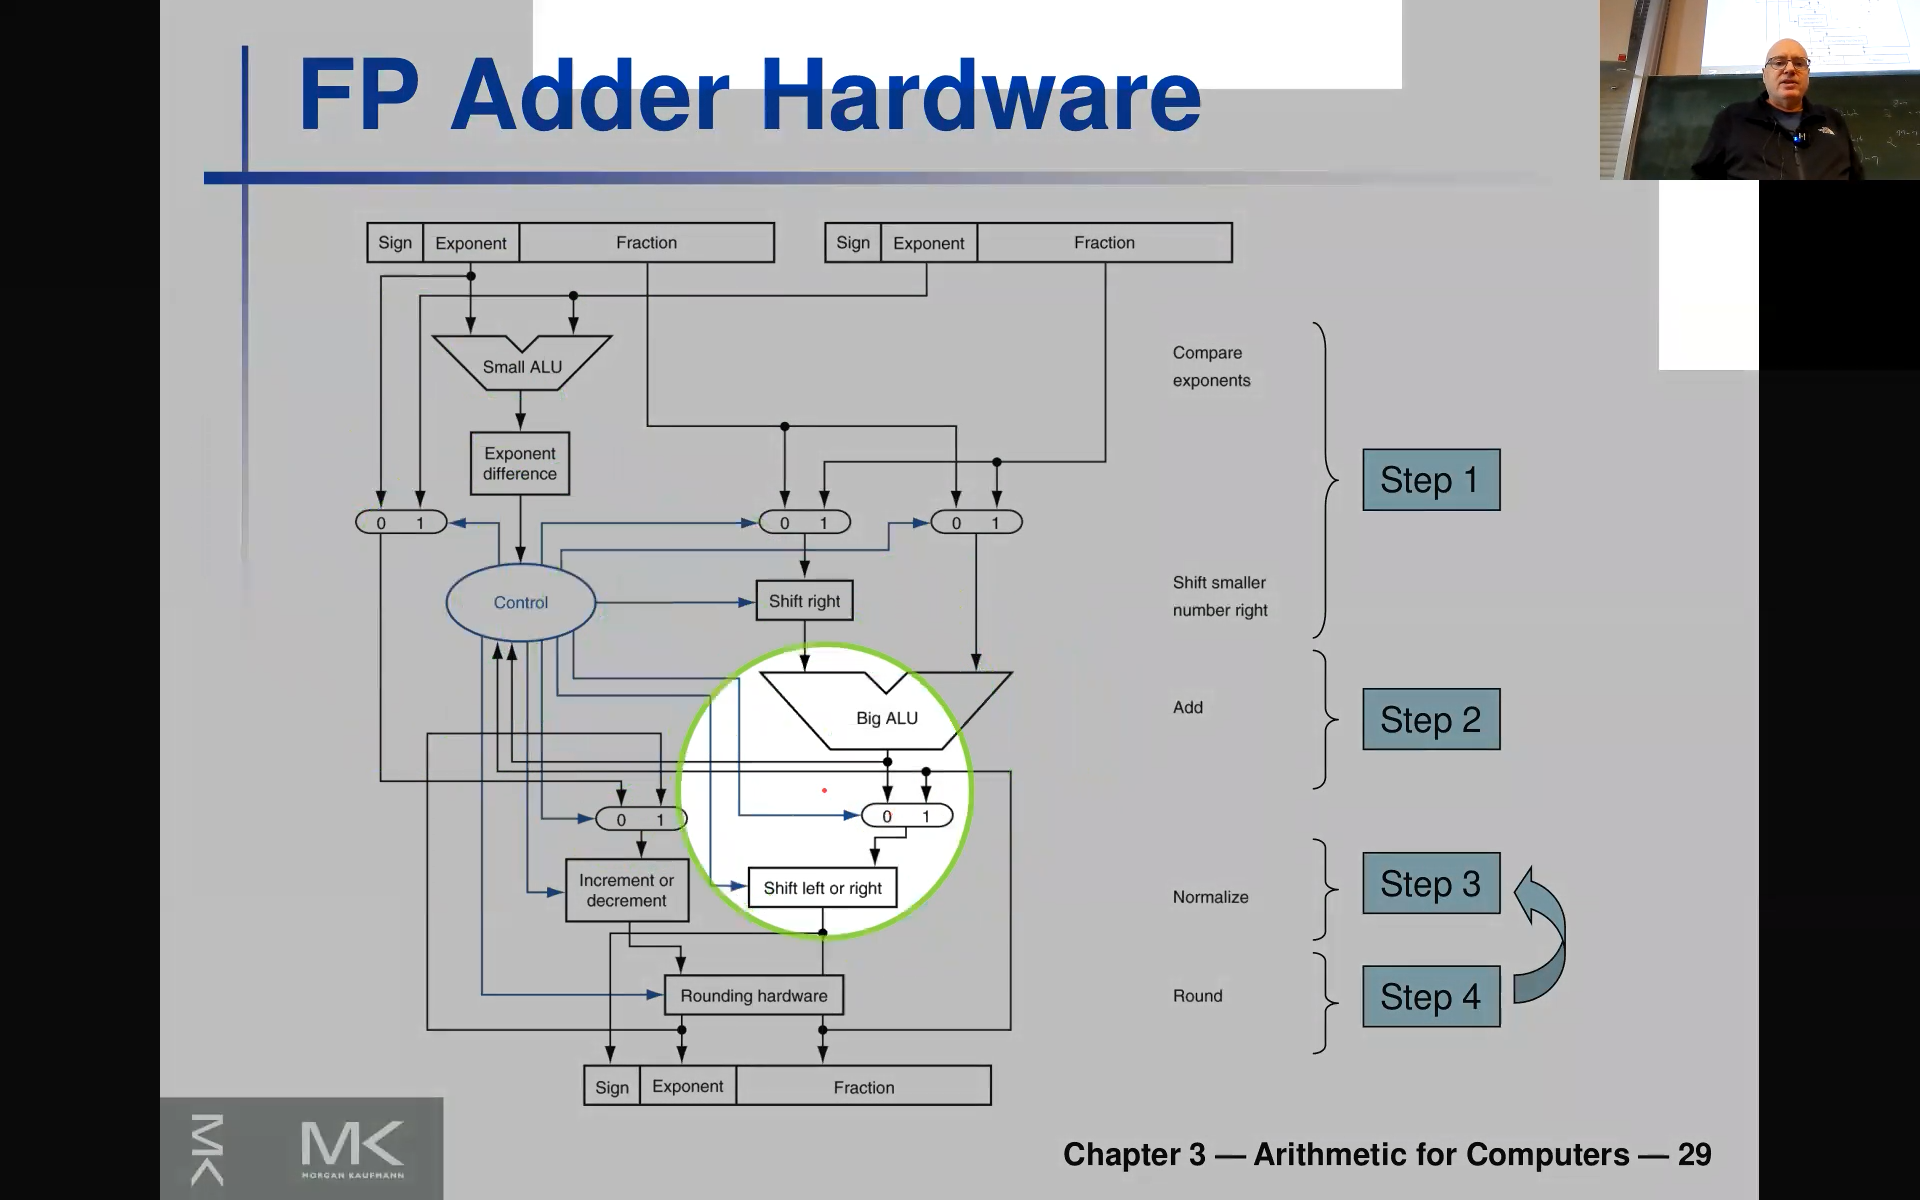 FP Adder Hardware
Sign Exponent Fraction
Sign Exponent Fraction
Small ALU
Compare
exponents
Exponent
difference
Step 1
0 1
0 1
0 1
Control
Shift right
Shift smaller
number right
Big ALU
Add
Step 2
0 1
0 1
Increment or
decrement
Shift left or right
Normalize
Step 3
Rounding hardware
Round
Step 4
Sign Exponent Fraction
MK
MK
MORGAN KAUFMANN
Chapter 3 — Arithmetic for Computers — 29